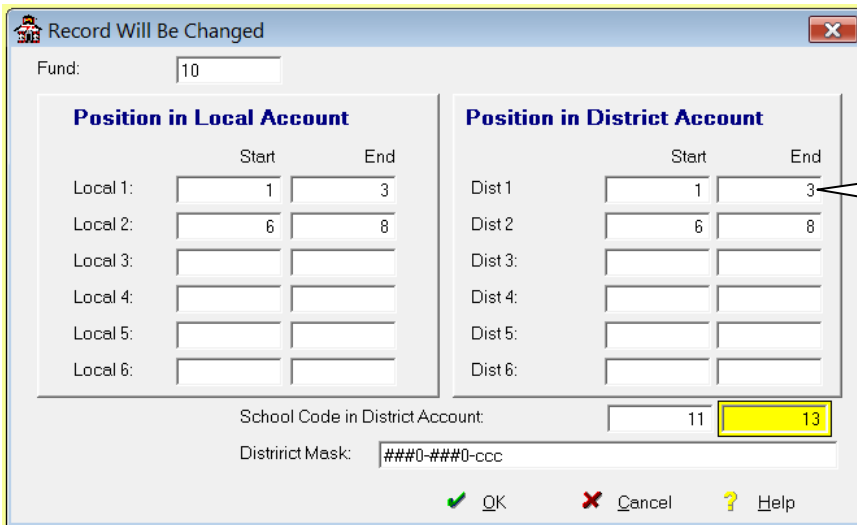 Record Will Be Changed
Fund: 10
Position in Local Account
Start End
Local 1: 1 3
Local 2: 6 8
Local 3:
Local 4:
Local 5:
Local 6:
Position in District Account
Start End
Dist 1 1 3
Dist 2 6 8
Dist 3:
Dist 4:
Dist 5:
Dist 6:
School Code in District Account: 11 13
Distririct Mask: ###0-###0-ccc
OK Cancel ? Help